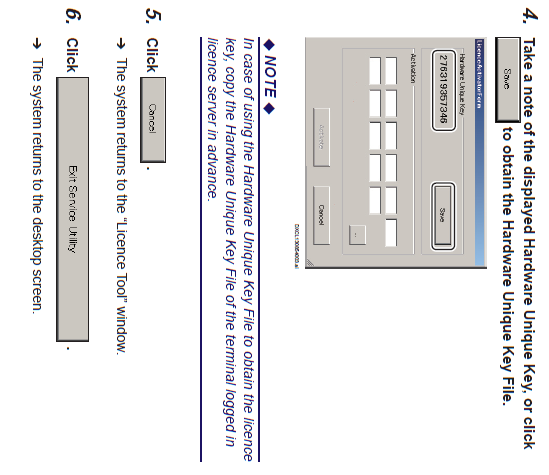 4. Take a note of the displayed Hardware Unique Key, or click
Save to obtain the Hardware Unique Key File.
LicenceActivatorForm
Hardware Unique Key
276319357346
Save
Activation
...
Activate
Cancel
◆ NOTE ◆
In case of using the Hardware Unique Key File to obtain the licence
key, copy the Hardware Unique Key File of the terminal logged in
licence server in advance.
5. Click Cancel .
➔ The system returns to the “Licence Tool” window.
6. Click Exit Service Utility .
➔ The system returns to the desktop screen.